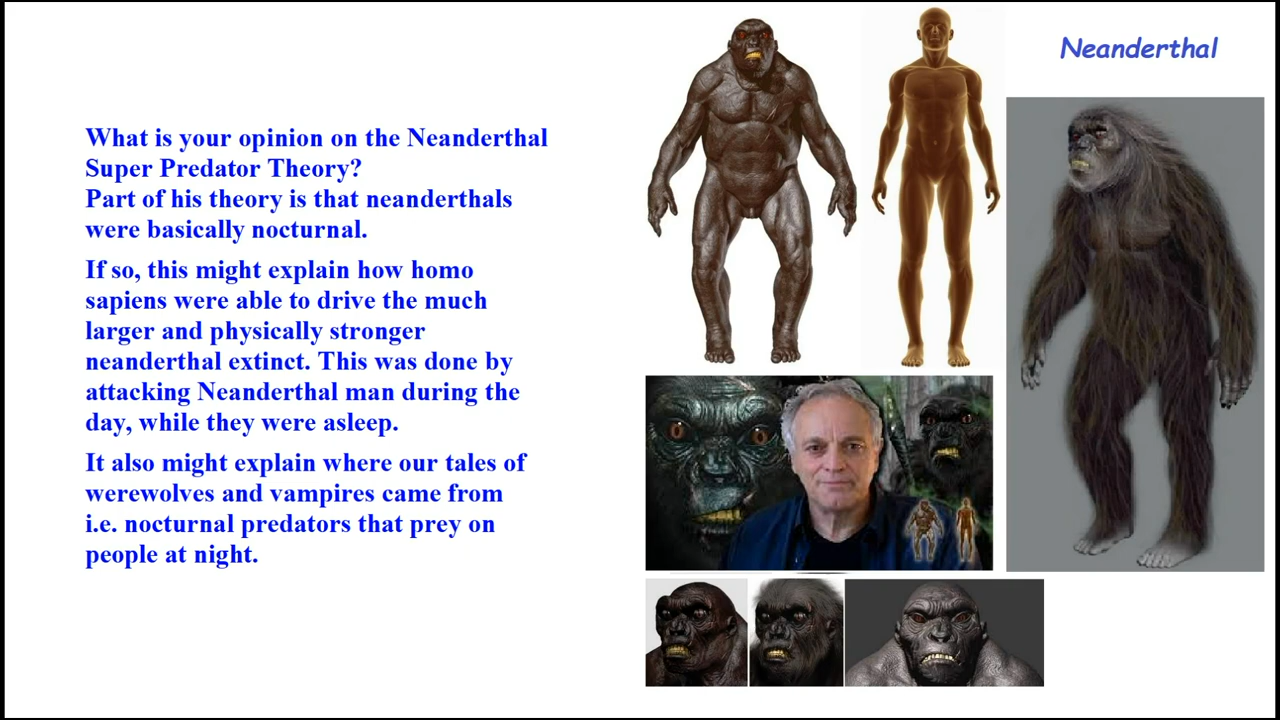 Neanderthal
What is your opinion on the Neanderthal
Super Predator Theory?
Part of his theory is that neanderthals
were basically nocturnal.
If so, this might explain how homo
sapiens were able to drive the much
larger and physically stronger
neanderthal extinct. This was done by
attacking Neanderthal man during the
day, while they were asleep.
It also might explain where our tales of
werewolves and vampires came from
i.e. nocturnal predators that prey on
people at night.